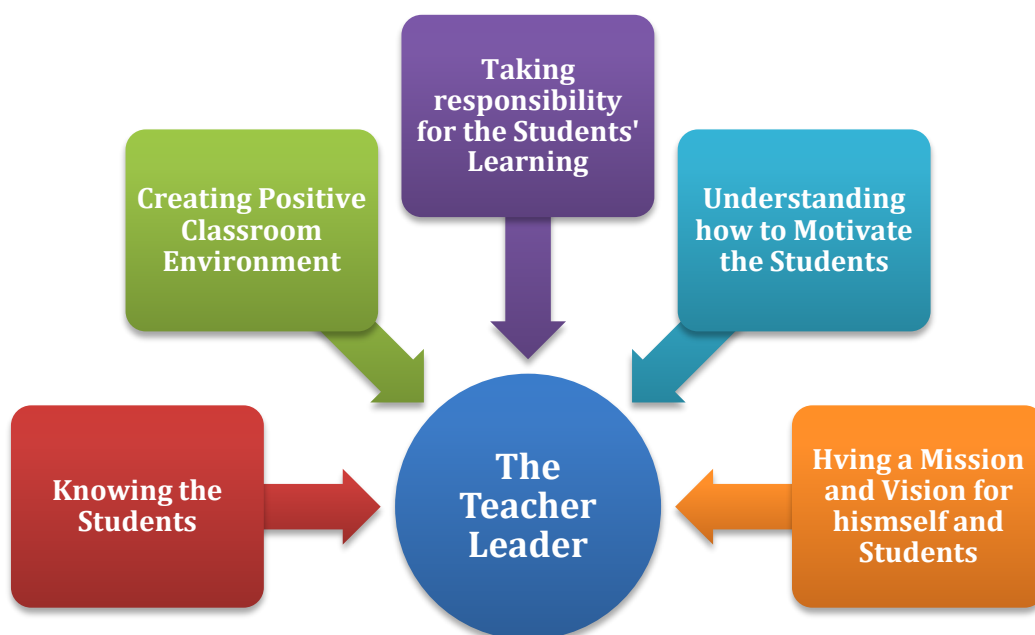 Taking
responsibility
for the Students'
Learning
Creating Positive
Classroom
Environment
Understanding
how to Motivate
the Students
Knowing the
Students
The
Teacher
Leader
Hving a Mission
and Vision for
hismself and
Students